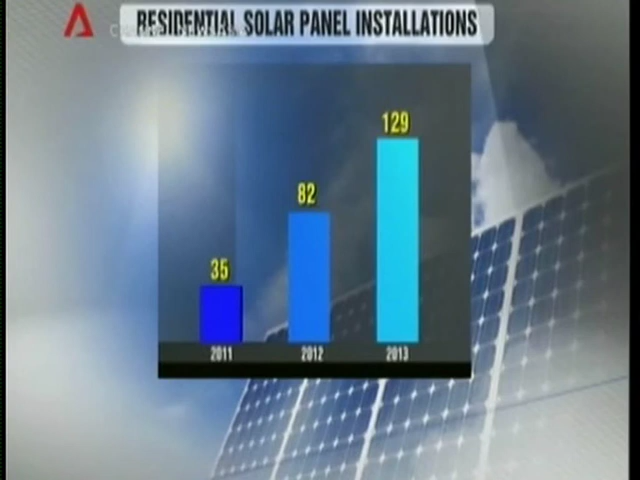 RESIDENTIAL SOLAR PANEL INSTALLATIONS
129
82
35
2011 2012 2013